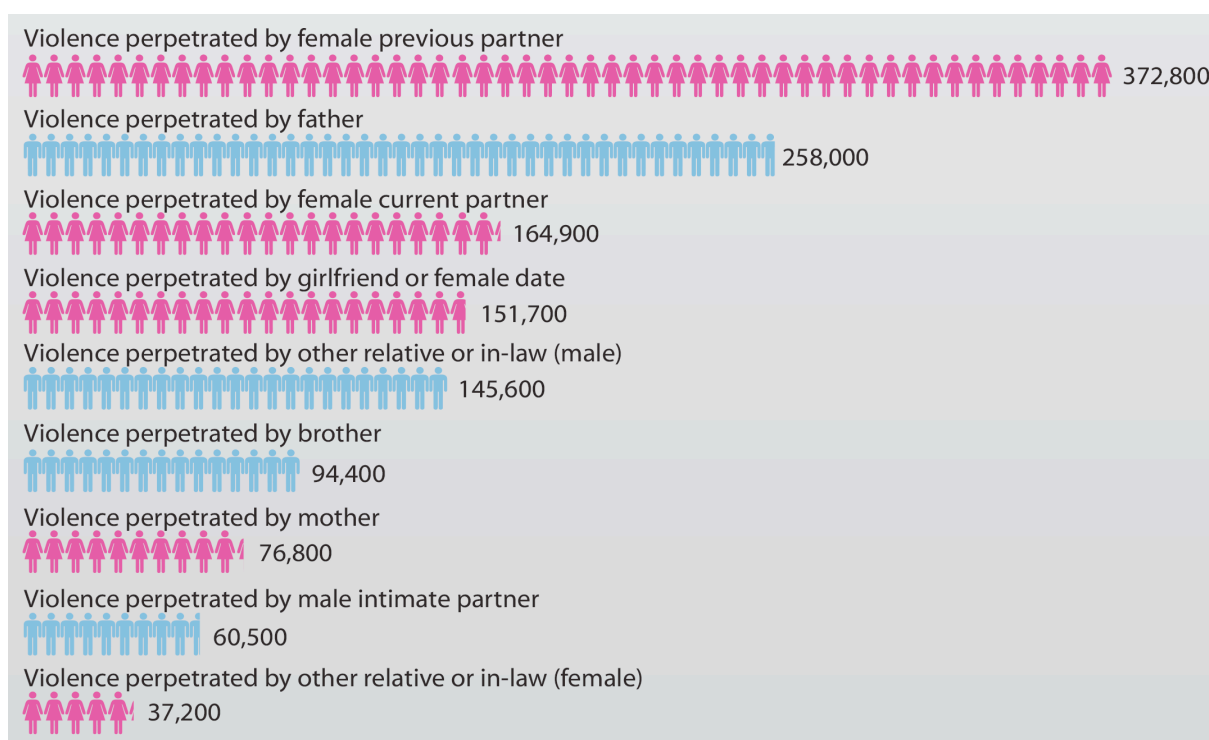 Violence perpetrated by female previous partner
372,800
Violence perpetrated by father
258,000
Violence perpetrated by female current partner
164,900
Violence perpetrated by girlfriend or female date
151,700
Violence perpetrated by other relative or in-law (male)
145,600
Violence perpetrated by brother
94,400
Violence perpetrated by mother
76,800
Violence perpetrated by male intimate partner
60,500
Violence perpetrated by other relative or in-law (female)
37,200